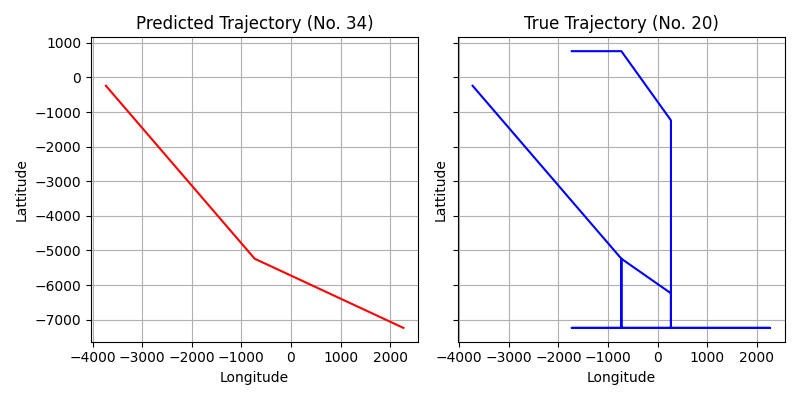 Predicted Trajectory (No. 34)
1000
0
−1000
−2000
−3000
−4000
−5000
−6000
−7000
Lattitude
−4000 −3000 −2000 −1000 0 1000 2000
Longitude
True Trajectory (No. 20)
Lattitude
−4000 −3000 −2000 −1000 0 1000 2000
Longitude